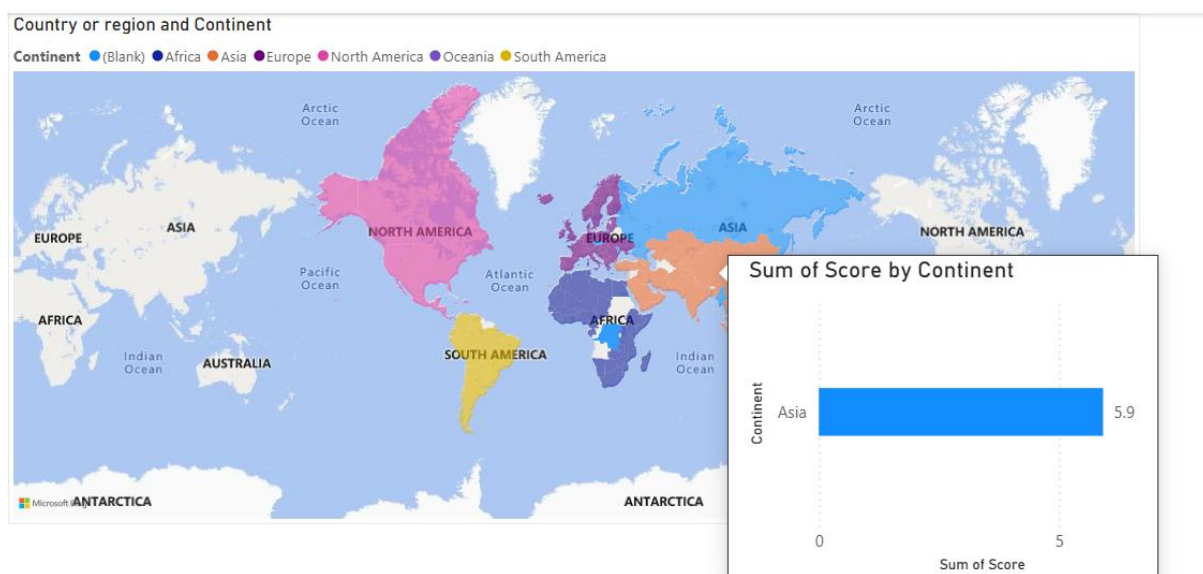 Country or region and Continent
Continent (Blank) Africa Asia Europe North America Oceania South America
Arctic
Ocean
Arctic
Ocean
ASIA
EUROPE
NORTH AMERICA
EUROPE
ASIA
NORTH AMERICA
Pacific
Ocean
Atlantic
Ocean
AFRICA
AFRICA
Indian
Ocean
AUSTRALIA
SOUTH AMERICA
Indian
Ocean
Microsoft
ANTARCTICA
ANTARCTICA
Sum of Score by Continent
Continent
Asia
5.9
0
5
Sum of Score